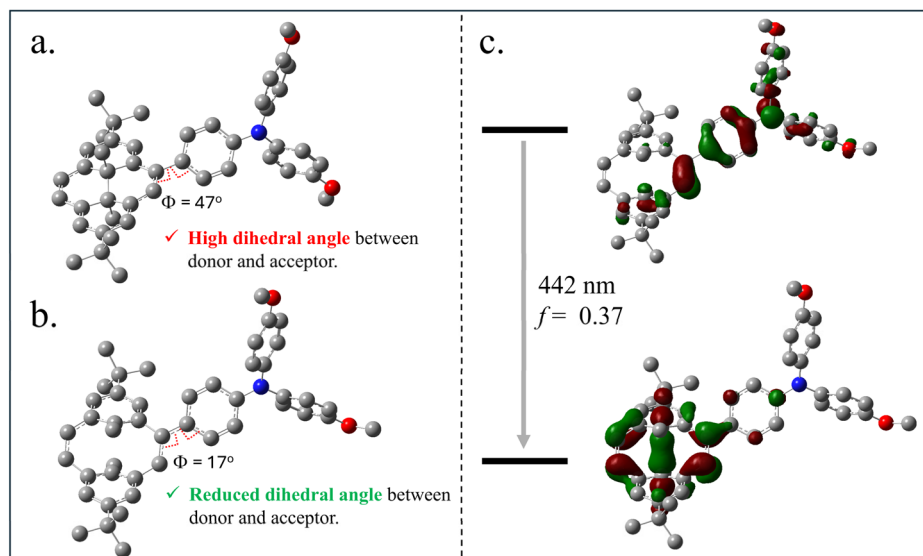 a.
Φ = 47°
✓ High dihedral angle between
donor and acceptor.
b.
Φ = 17°
✓ Reduced dihedral angle between
donor and acceptor.
c.
442 nm
f = 0.37